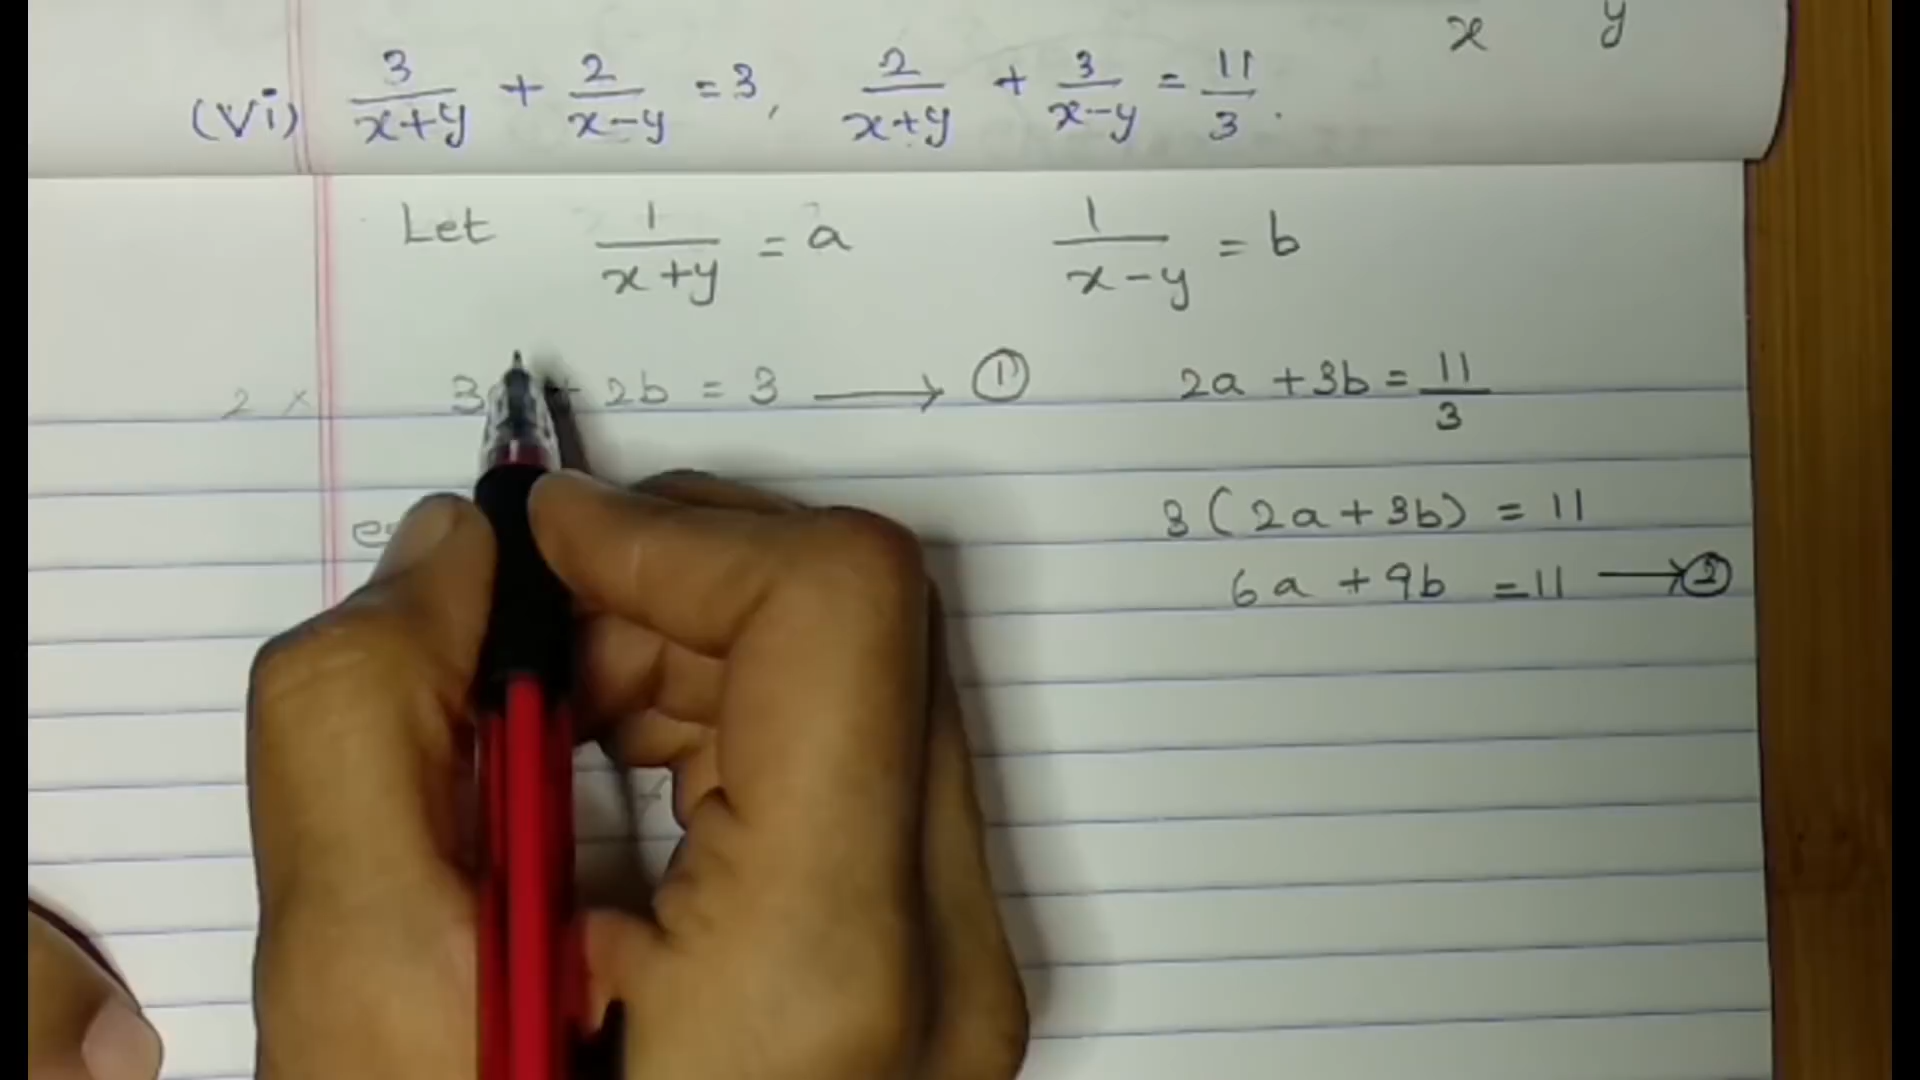 x y
(vi) 3/(x+y) + 2/(x-y) = 3, 2/(x+y) + 3/(x-y) = 11/3.
Let 1/(x+y) = a 1/(x-y) = b
2 × 3 + 2b = 3 → ① 2a + 3b = 11/3
3(2a + 3b) = 11
6a + 9b = 11 → ②